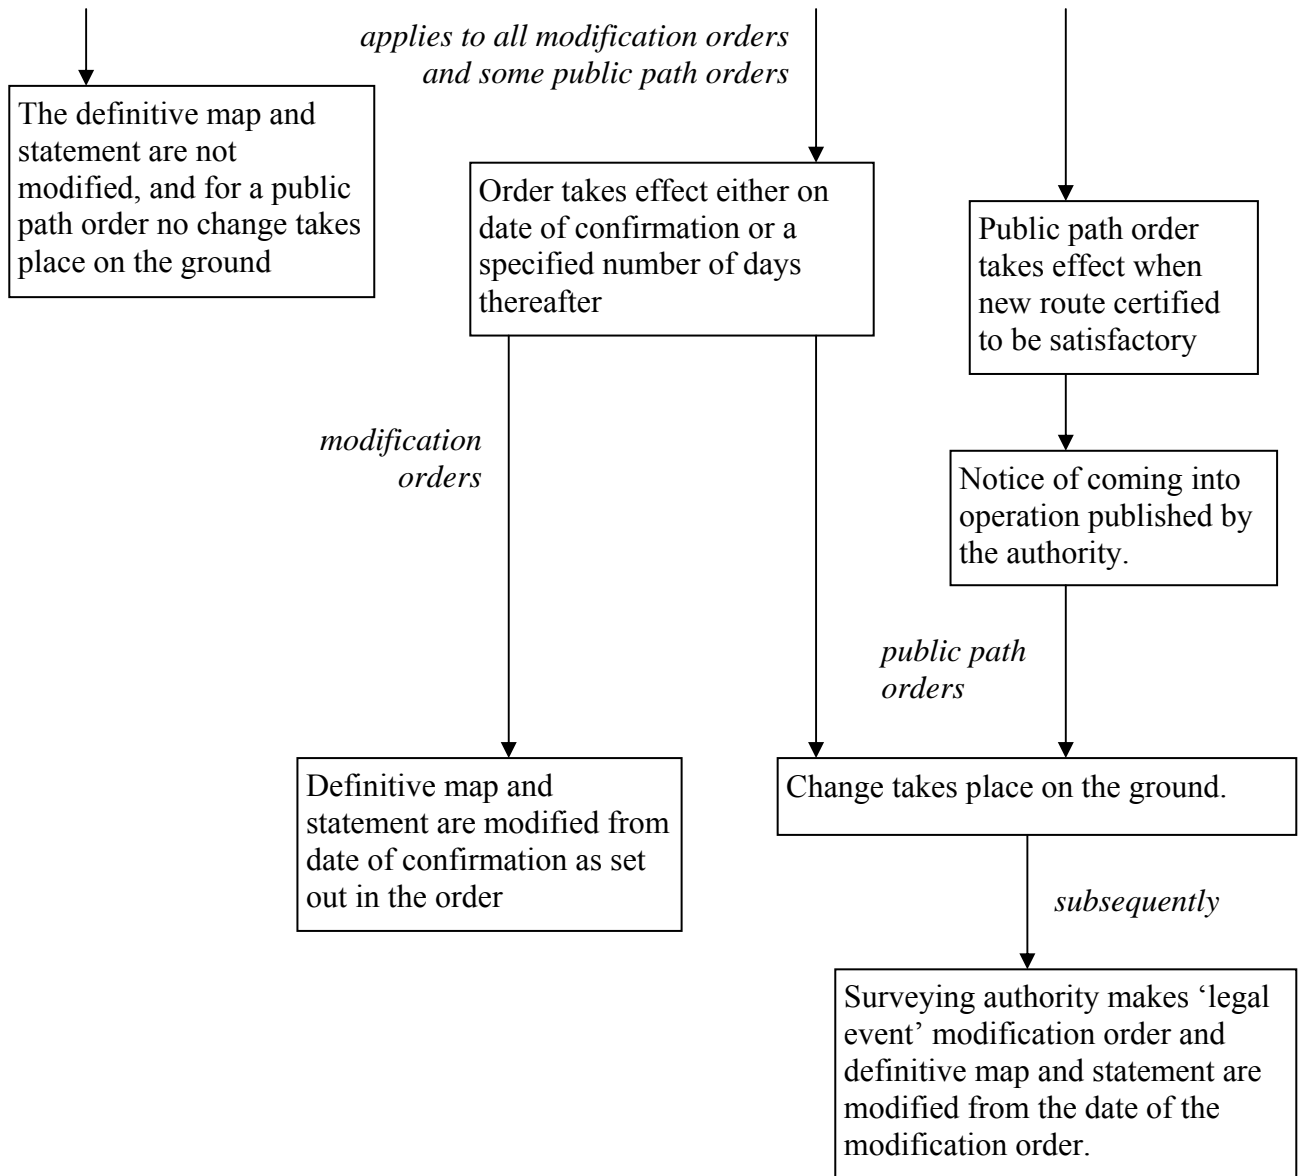 applies to all modification orders
and some public path orders
The definitive map and
statement are not
modified, and for a public
path order no change takes
place on the ground
Order takes effect either on
date of confirmation or a
specified number of days
thereafter
Public path order
takes effect when
new route certified
to be satisfactory
modification
orders
Notice of coming into
operation published by
the authority.
public path
orders
Definitive map and
statement are modified from
date of confirmation as set
out in the order
Change takes place on the ground.
subsequently
Surveying authority makes ‘legal
event’ modification order and
definitive map and statement are
modified from the date of the
modification order.